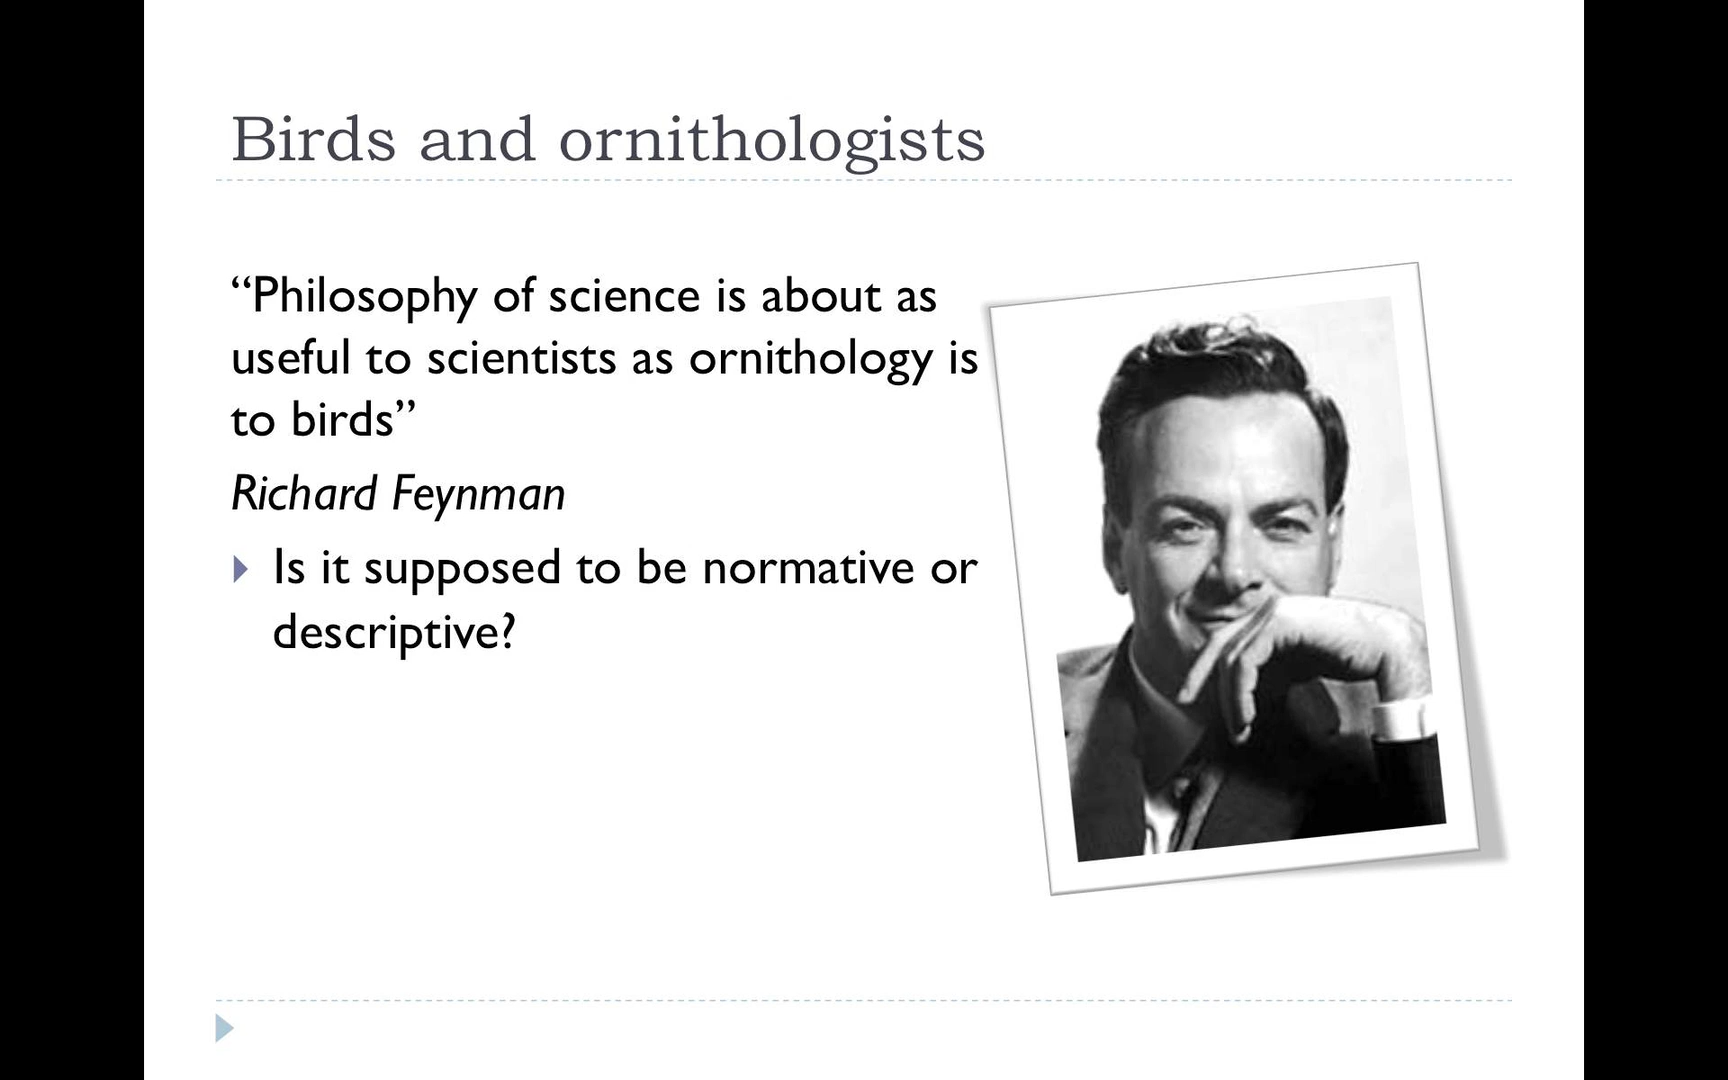 Birds and ornithologists
“Philosophy of science is about as
useful to scientists as ornithology is
to birds”
Richard Feynman
Is it supposed to be normative or
descriptive?